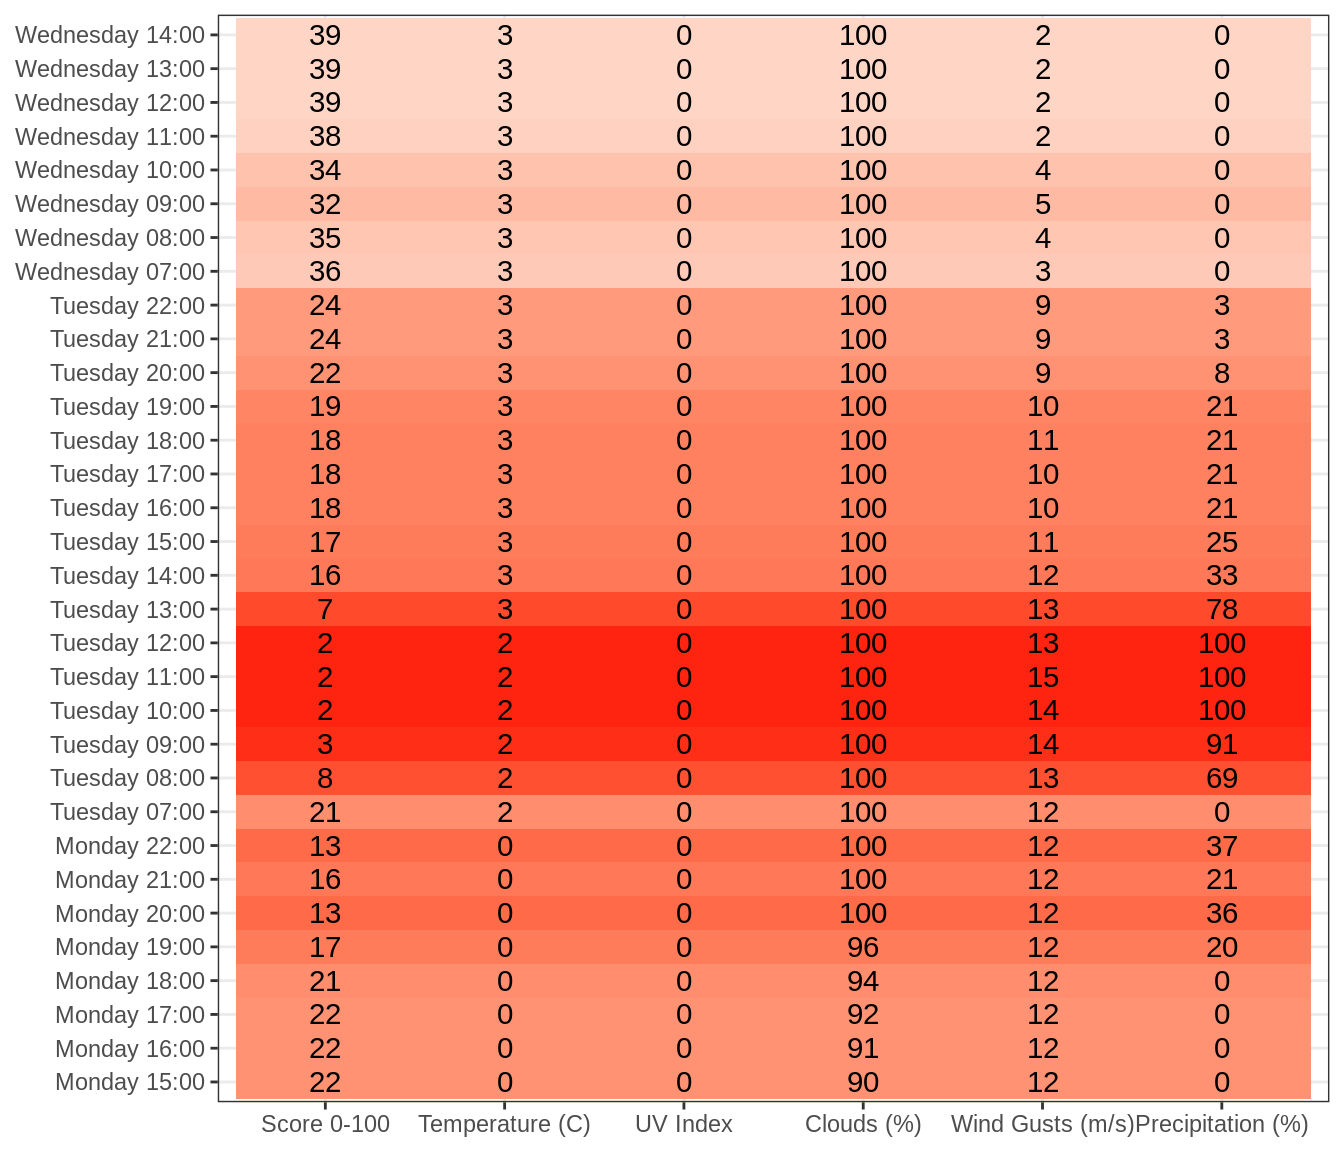 Wednesday 14:00 39 3 0 100 2 0
Wednesday 13:00 39 3 0 100 2 0
Wednesday 12:00 39 3 0 100 2 0
Wednesday 11:00 38 3 0 100 2 0
Wednesday 10:00 34 3 0 100 4 0
Wednesday 09:00 32 3 0 100 5 0
Wednesday 08:00 35 3 0 100 4 0
Wednesday 07:00 36 3 0 100 3 0
Tuesday 22:00 24 3 0 100 9 3
Tuesday 21:00 24 3 0 100 9 3
Tuesday 20:00 22 3 0 100 9 8
Tuesday 19:00 19 3 0 100 10 21
Tuesday 18:00 18 3 0 100 11 21
Tuesday 17:00 18 3 0 100 10 21
Tuesday 16:00 18 3 0 100 10 21
Tuesday 15:00 17 3 0 100 11 25
Tuesday 14:00 16 3 0 100 12 33
Tuesday 13:00 7 3 0 100 13 78
Tuesday 12:00 2 2 0 100 13 100
Tuesday 11:00 2 2 0 100 15 100
Tuesday 10:00 2 2 0 100 14 100
Tuesday 09:00 3 2 0 100 14 91
Tuesday 08:00 8 2 0 100 13 69
Tuesday 07:00 21 2 0 100 12 0
Monday 22:00 13 0 0 100 12 37
Monday 21:00 16 0 0 100 12 21
Monday 20:00 13 0 0 100 12 36
Monday 19:00 17 0 0 96 12 20
Monday 18:00 21 0 0 94 12 0
Monday 17:00 22 0 0 92 12 0
Monday 16:00 22 0 0 91 12 0
Monday 15:00 22 0 0 90 12 0
Score 0-100 Temperature (C) UV Index Clouds (%) Wind Gusts (m/s) Precipitation (%)